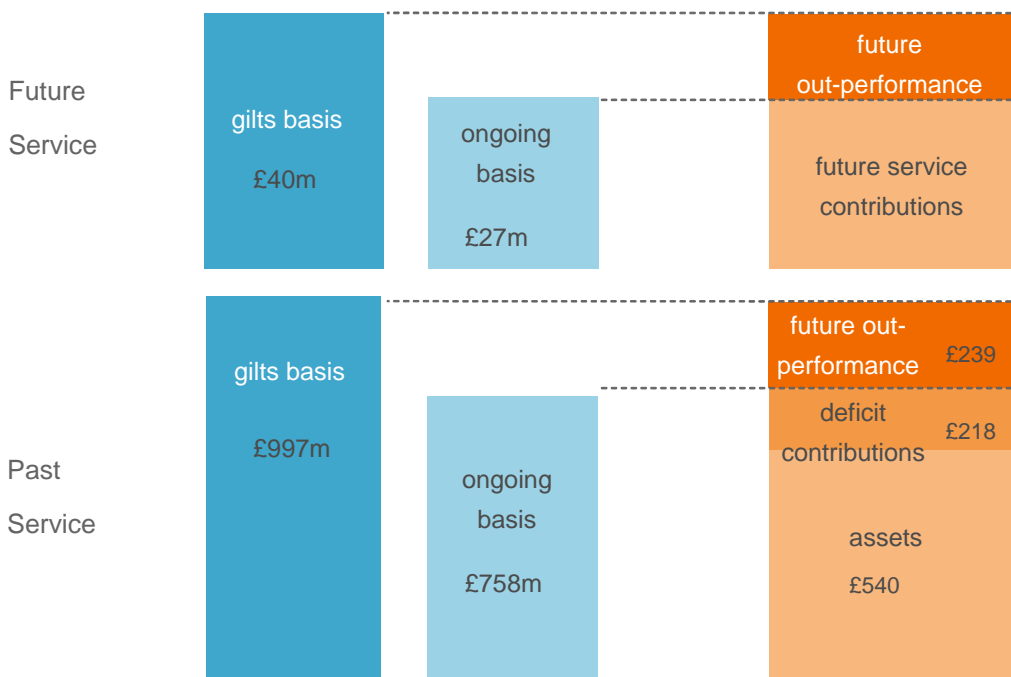 Future
Service
gilts basis
£40m
ongoing
basis
£27m
future
out-performance
future service
contributions
Past
Service
gilts basis
£997m
ongoing
basis
£758m
future out-
performance £239
deficit
contributions £218
assets
£540